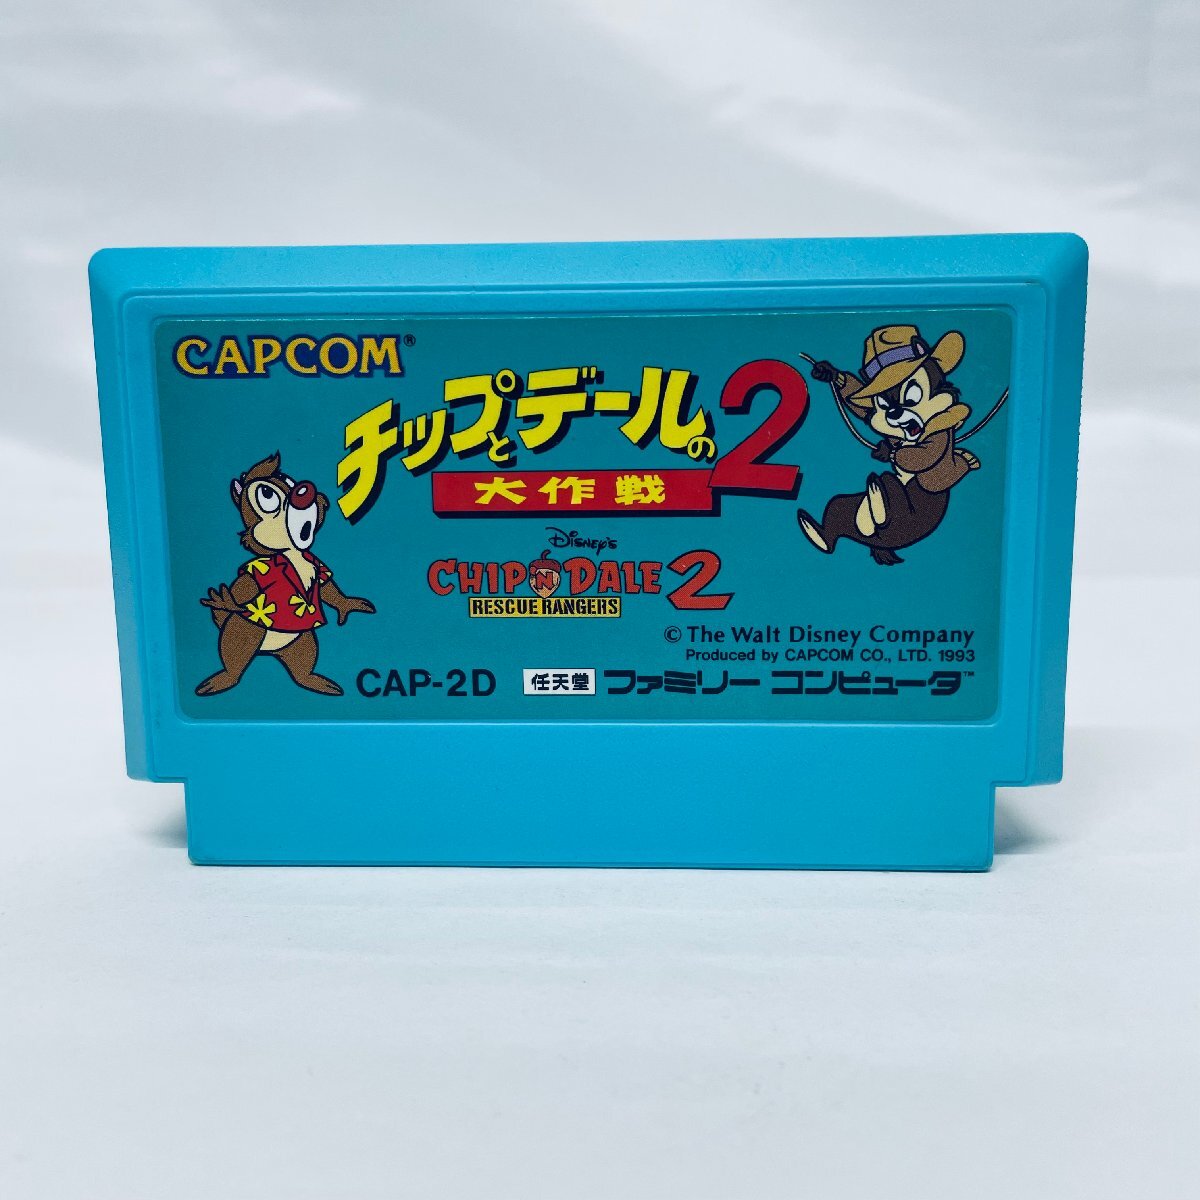 CAPCOM®
チップとデールの2
大作戦
Disney's
CHIP 'N DALE 2
RESCUE RANGERS
© The Walt Disney Company
Produced by CAPCOM CO., LTD. 1993
CAP-2D 任天堂 ファミリー コンピュータ™